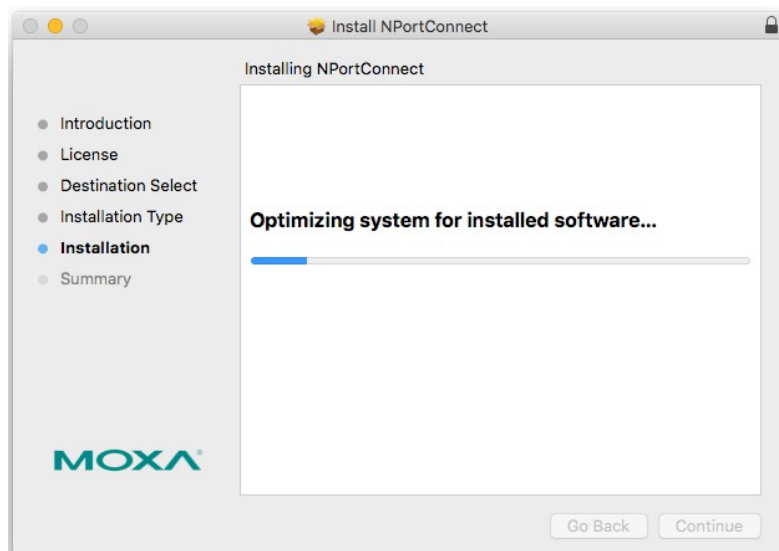 Install NPortConnect
Installing NPortConnect
Introduction
License
Destination Select
Installation Type
Installation
Summary
Optimizing system for installed software...
MOXA®
Go Back
Continue